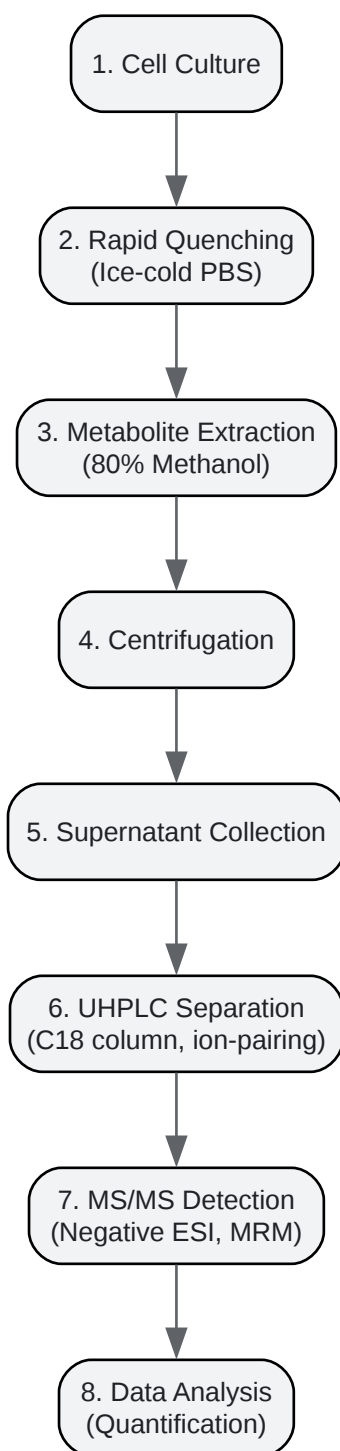 1. Cell Culture
2. Rapid Quenching
(Ice-cold PBS)
3. Metabolite Extraction
(80% Methanol)
4. Centrifugation
5. Supernatant Collection
6. UHPLC Separation
(C18 column, ion-pairing)
7. MS/MS Detection
(Negative ESI, MRM)
8. Data Analysis
(Quantification)